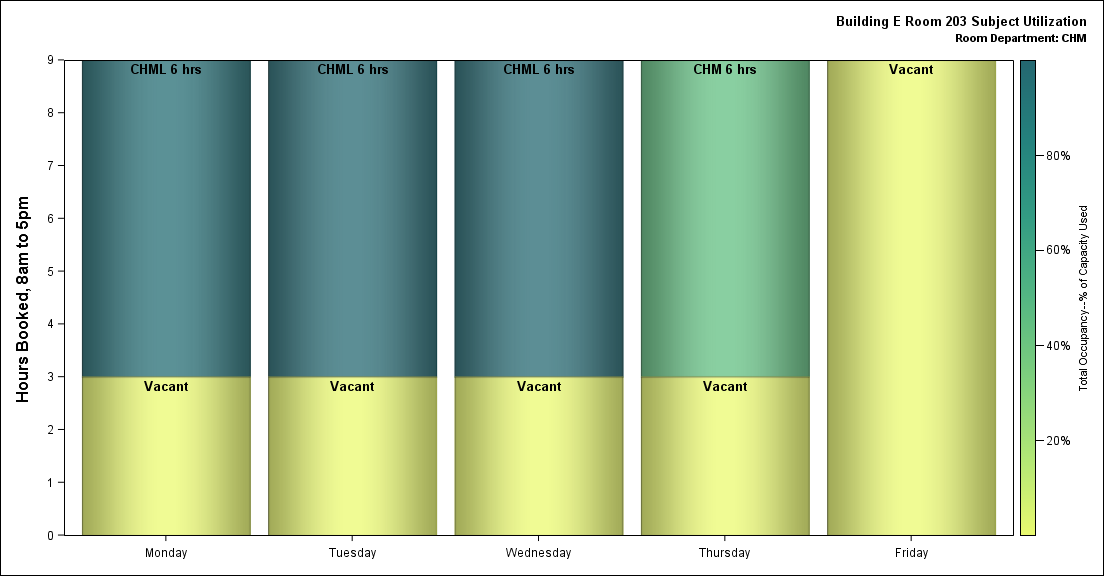 Building E Room 203 Subject Utilization
Room Department: CHM
Hours Booked, 8am to 5pm
9
8
7
6
5
4
3
2
1
0
CHML 6 hrs
CHML 6 hrs
CHML 6 hrs
CHM 6 hrs
Vacant
Vacant
Vacant
Vacant
Vacant
Monday
Tuesday
Wednesday
Thursday
Friday
80%
60%
40%
20%
Total Occupancy--% of Capacity Used